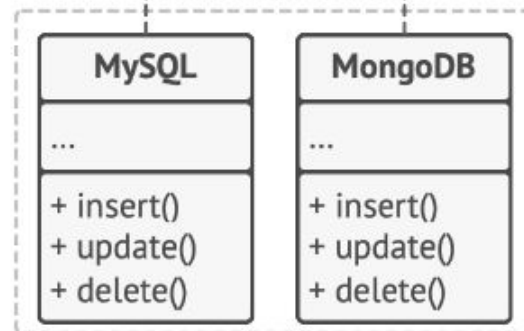 MySQL
...
+ insert()
+ update()
+ delete()
MongoDB
...
+ insert()
+ update()
+ delete()